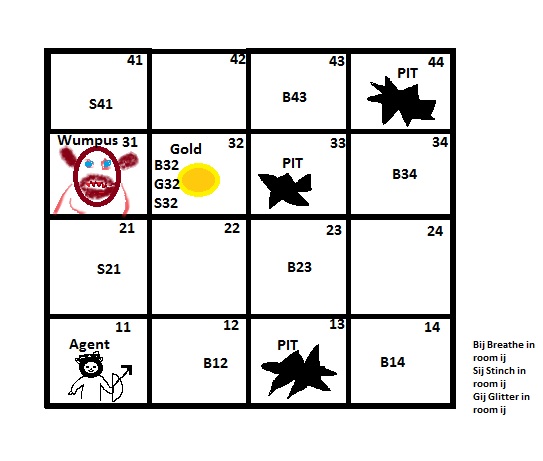 41
42
43
44
S41
B43
PIT
Wumpus 31
Gold
32
33
34
B32
G32
S32
PIT
B34
21
22
23
24
S21
B23
11
12
13
14
Agent
B12
PIT
B14
Bij Breathe in
room ij
Sij Stinch in
room ij
Gij Glitter in
room ij